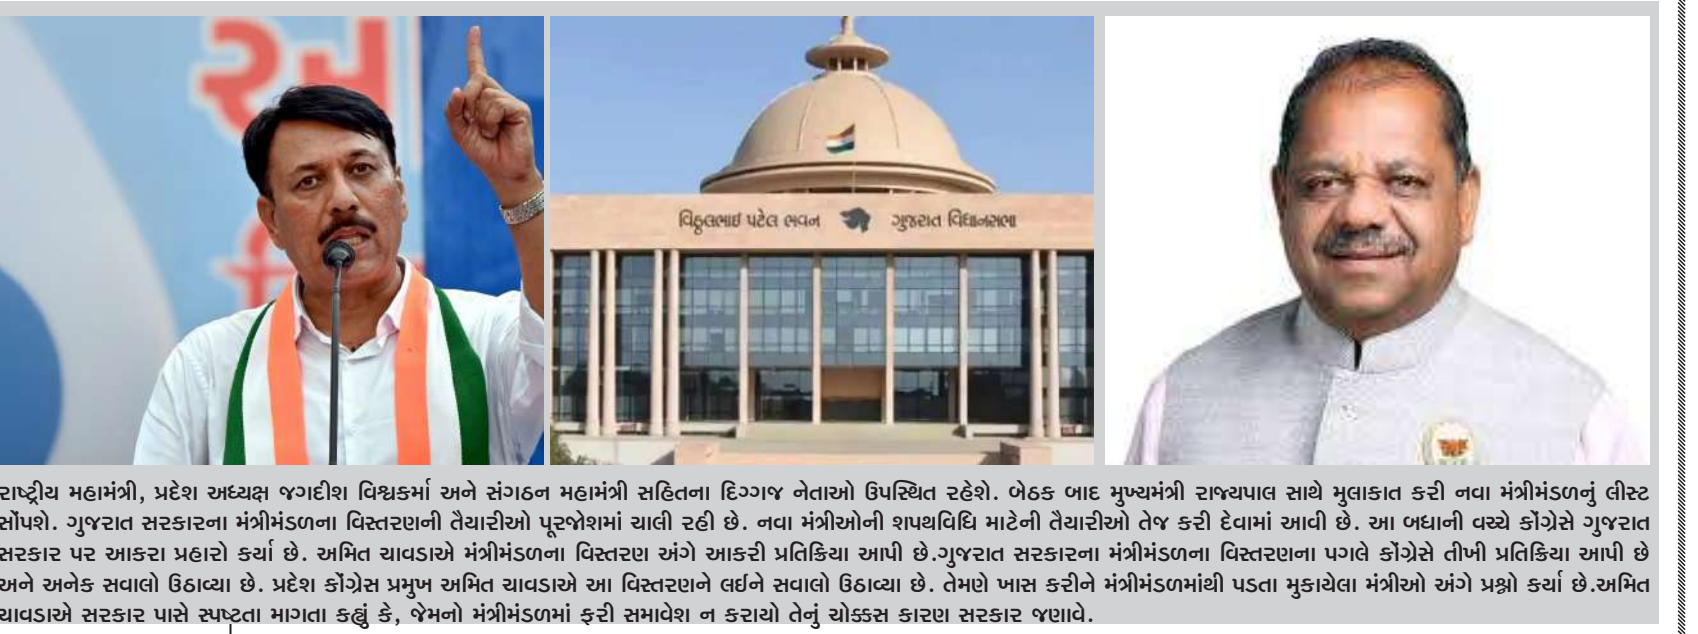 અ
વિઠ્ઠલભાઇ પટેલ ભવન ગુજરાત વિધાનસભા
રાષ્ટ્રીય મહામંત્રી, પ્રદેશ અધ્યક્ષ જગદીશ વિશ્વકર્મા અને સંગઠન મહામંત્રી સહિતના દિગ્ગજ નેતાઓ ઉપસ્થિત રહેશે. બેઠક બાદ મુખ્યમંત્રી રાજ્યપાલ સાથે મુલાકાત કરી નવા મંત્રીમંડળનું લીસ્ટ
સોંપશે. ગુજરાત સરકારના મંત્રીમંડળના વિસ્તરણની તૈયારીઓ પૂરજોશમાં ચાલી રહી છે. નવા મંત્રીઓની શપથવિધિ માટેની તૈયારીઓ તેજ કરી દેવામાં આવી છે. આ બધાની વચ્ચે કોંગ્રેસે ગુજરાત
સરકાર પર આકરા પ્રહારો કર્યા છે. અમિત ચાવડાએ મંત્રીમંડળના વિસ્તરણ અંગે આકરી પ્રતિક્રિયા આપી છે.ગુજરાત સરકારના મંત્રીમંડળના વિસ્તરણના પગલે કોંગ્રેસે તીખી પ્રતિક્રિયા આપી છે
અને અનેક સવાલો ઉઠાવ્યા છે. પ્રદેશ કોંગ્રેસ પ્રમુખ અમિત ચાવડાએ આ વિસ્તરણને લઈને સવાલો ઉઠાવ્યા છે. તેમણે ખાસ કરીને મંત્રીમંડળમાંથી પડતા મુકાયેલા મંત્રીઓ અંગે પ્રશ્નો કર્યા છે.અમિત
ચાવડાએ સરકાર પાસે સ્પષ્ટતા માગતા કહ્યું કે, જેમનો મંત્રીમંડળમાં ફરી સમાવેશ ન કરાયો તેનું ચોક્કસ કારણ સરકાર જણાવે.